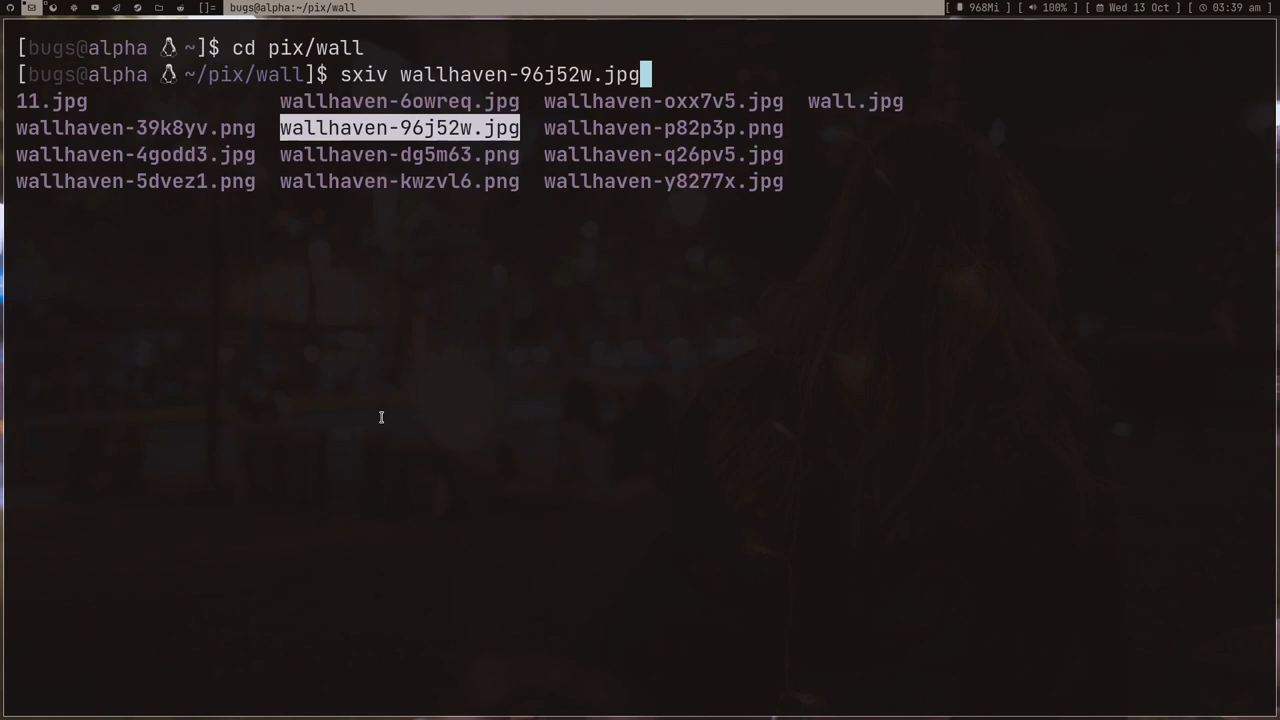 []= bugs@alpha:~/pix/wall [ 968Mi ] [ 100% ] [ Wed 13 Oct ] [ 03:39 am ]
[bugs@alpha ~]$ cd pix/wall
[bugs@alpha ~/pix/wall]$ sxiv wallhaven-96j52w.jpg
11.jpg wallhaven-6owreq.jpg wallhaven-oxx7v5.jpg wall.jpg
wallhaven-39k8yv.png wallhaven-96j52w.jpg wallhaven-p82p3p.png
wallhaven-4godd3.jpg wallhaven-dg5m63.png wallhaven-q26pv5.jpg
wallhaven-5dvez1.png wallhaven-kwzvl6.png wallhaven-y8277x.jpg